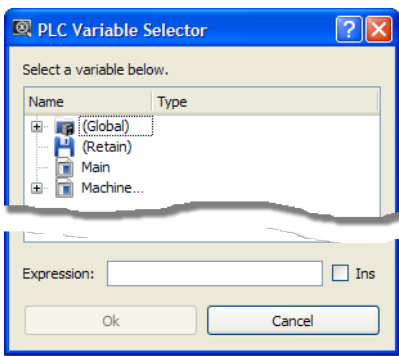 PLC Variable Selector
Select a variable below.
Name Type
(Global)
(Retain)
Main
Machine...
Expression: Ins
Ok Cancel